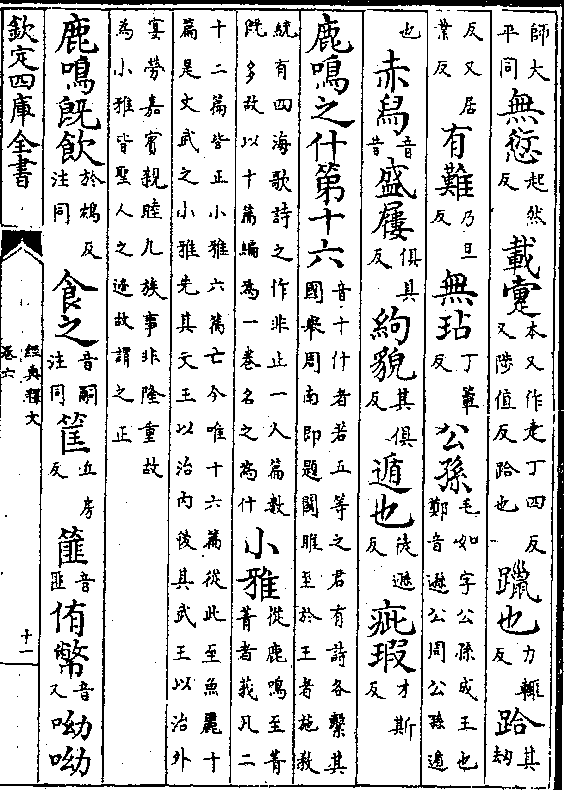 師大平同無愆起然反載疐本又作疌丁四反又陟值反跲也躐也力輒反跲其劫
反又居業反有難乃旦反無玷丁簟反公孫毛如字公孫成王也鄭音遜公周公孫遁
也赤舄音昔盛屨俱具反絇貌其俱反遁也徒遜反疵瑕才斯反
鹿鳴之什第十六音十什者若五等之君有詩各繫其國舉周南即題關雎至於王者施教
統有四海歌詩之作非止一人篇數既多故以十篇編為一卷名之為什小雅從鹿鳴至菁菁者莪凡二
十二篇皆正小雅六篇亡今唯十六篇從此至魚麗十篇是文武之小雅先其文王以治內後其武王以治外
宴勞嘉賓親睦九族事非隆重故為小雅皆聖人之迹故謂之正
鹿鳴既飲於鴆反注同食之音嗣注同筐丘房反篚音匪侑幣音又呦呦
欽定四庫全書
經典釋文
卷六
十一